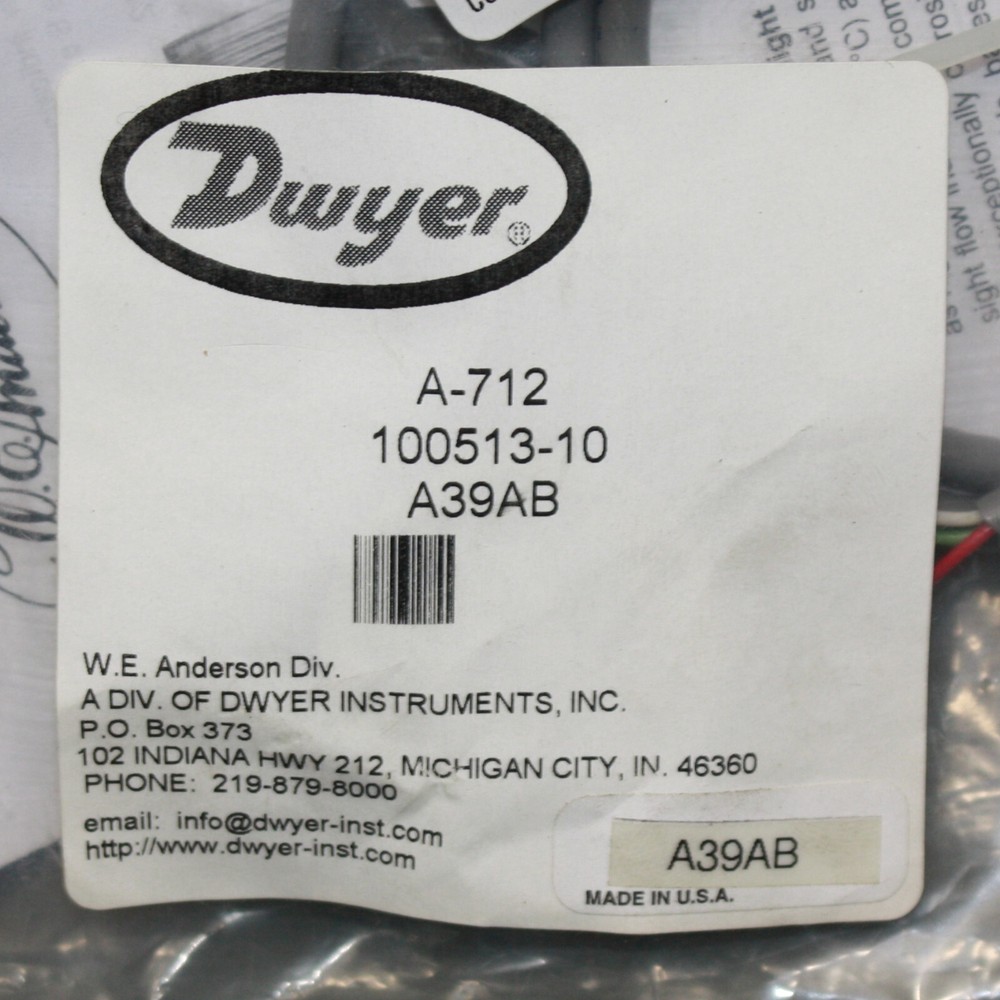 Dwyer®
A-712
100513-10
A39AB
W.E. Anderson Div.
A DIV. OF DWYER INSTRUMENTS, INC.
P.O. Box 373
102 INDIANA HWY 212, MICHIGAN CITY, IN. 46360
PHONE: 219-879-8000
email: info@dwyer-inst.com
http://www.dwyer-inst.com
A39AB
MADE IN U.S.A.
sight flow